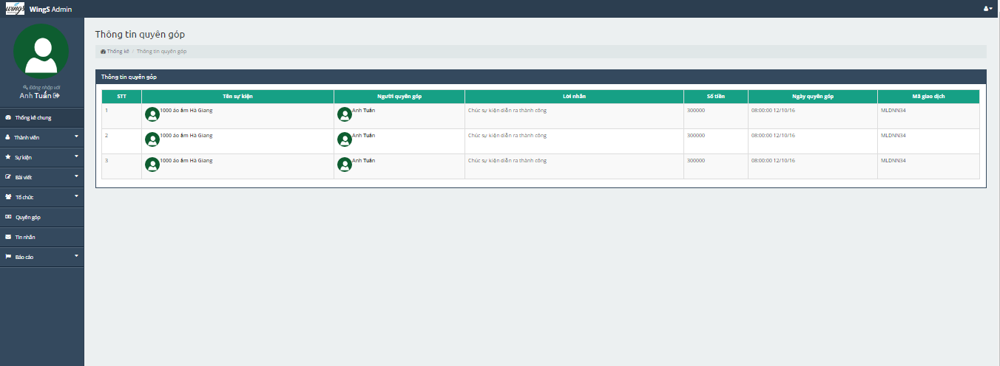 wings WingS Admin
Đăng nhập với
Anh Tuấn
Thống kê chung
Thành viên
Sự kiện
Bài viết
Tổ chức
Quyên góp
Tin nhắn
Báo cáo
Thông tin quyên góp
Thống kê / Thông tin quyên góp
Thông tin quyên góp
STT Tên sự kiện Người quyên góp Lời nhắn Số tiền Ngày quyên góp Mã giao dịch
1 1000 áo ấm Hà Giang Anh Tuấn Chúc sự kiện diễn ra thành công 300000 08:00:00 12/10/16 MLDNN34
2 1000 áo ấm Hà Giang Anh Tuấn Chúc sự kiện diễn ra thành công 300000 08:00:00 12/10/16 MLDNN34
3 1000 áo ấm Hà Giang Anh Tuấn Chúc sự kiện diễn ra thành công 300000 08:00:00 12/10/16 MLDNN34